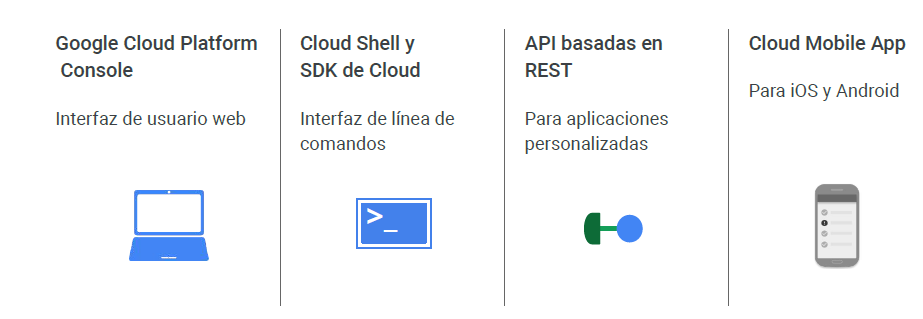 Google Cloud Platform
Console
Interfaz de usuario web
Cloud Shell y
SDK de Cloud
Interfaz de línea de
comandos
>_
API basadas en
REST
Para aplicaciones
personalizadas
Cloud Mobile App
Para iOS y Android